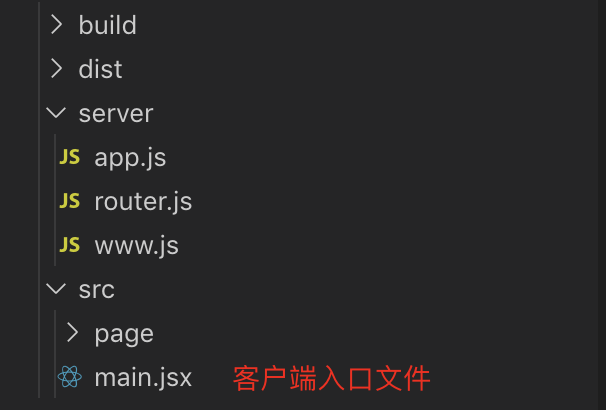 build
dist
server
JS app.js
JS router.js
JS www.js
src
page
main.jsx 客户端入口文件